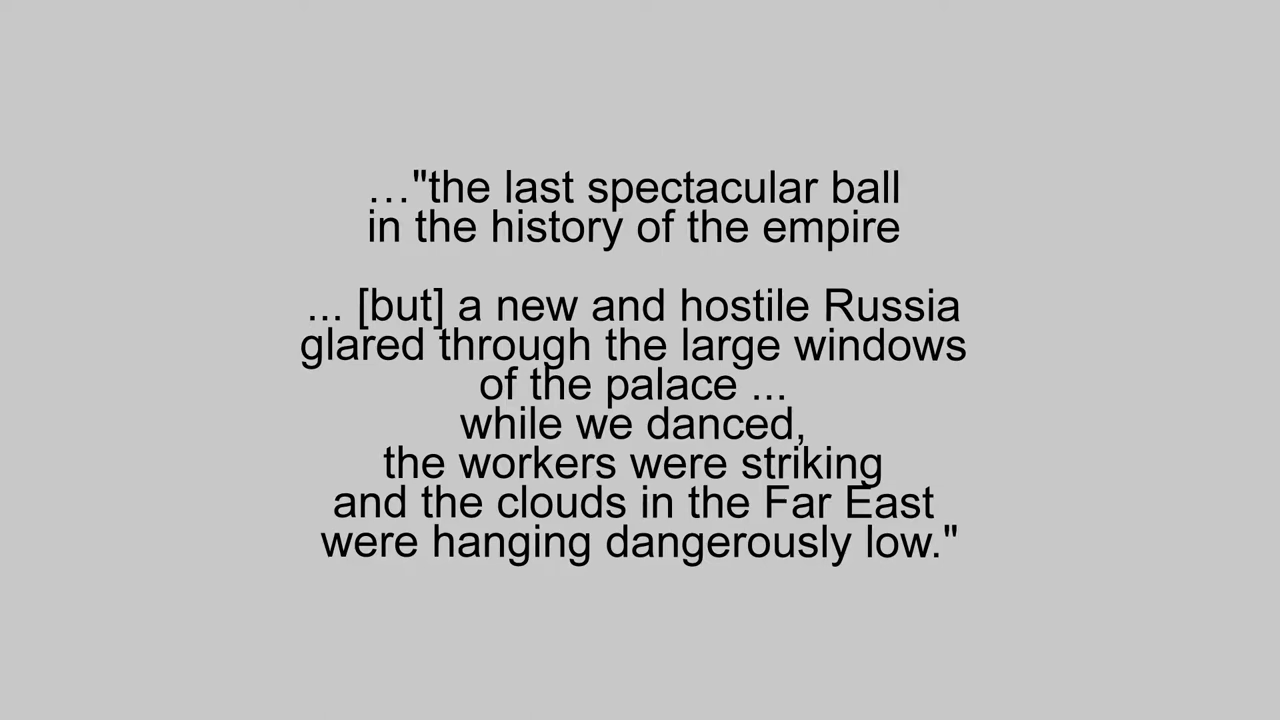 …"the last spectacular ball
in the history of the empire
... [but] a new and hostile Russia
glared through the large windows
of the palace ...
while we danced,
the workers were striking
and the clouds in the Far East
were hanging dangerously low."